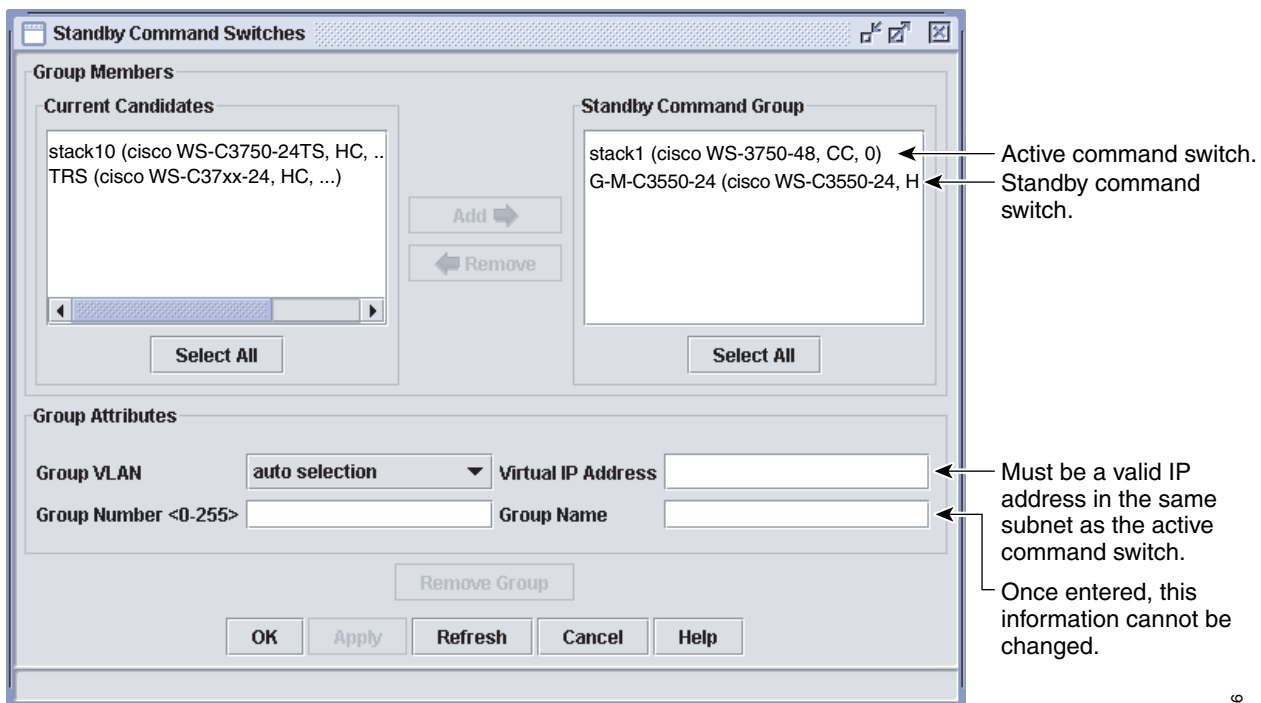 Standby Command Switches
Group Members
Current Candidates
stack10 (cisco WS-C3750-24TS, HC, ..
TRS (cisco WS-C37xx-24, HC, ...)
Select All
Add
Remove
Standby Command Group
stack1 (cisco WS-3750-48, CC, 0)
G-M-C3550-24 (cisco WS-C3550-24, H
Select All
Active command switch.
Standby command
switch.
Group Attributes
Group VLAN
auto selection
Virtual IP Address
Group Number <0-255>
Group Name
Must be a valid IP
address in the same
subnet as the active
command switch.
Once entered, this
information cannot be
changed.
Remove Group
OK
Apply
Refresh
Cancel
Help